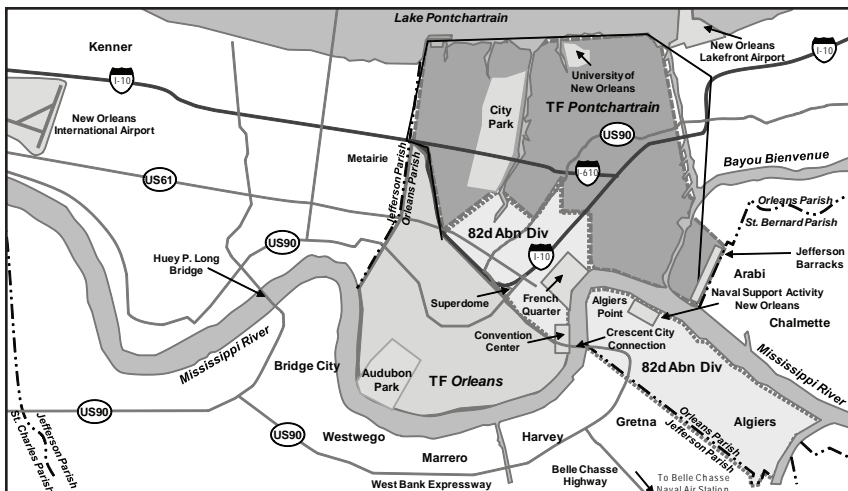 Lake Pontchartrain
Kenner
I-10
New Orleans
Lakefront Airport
I-10
University of
New Orleans
TF Pontchartrain
City
Park
US90
New Orleans
International Airport
Metairie
Jefferson Parish
Orleans Parish
US61
I-610
Bayou Bienvenue
Orleans Parish
St. Bernard Parish
82d Abn Div
US90
Huey P. Long
Bridge
I-10
Jefferson
Barracks
Arabi
Superdome
French
Quarter
Algiers
Point
Naval Support Activity
New Orleans
Chalmette
Convention
Center
Crescent City
Connection
Mississippi River
Bridge City
Audubon
Park
TF Orleans
82d Abn Div
Mississippi River
US90
Jefferson Parish
St. Charles Parish
US90
Westwego
Marrero
Harvey
Gretna
Orleans Parish
Jefferson Parish
Algiers
West Bank Expressway
Belle Chasse
Highway
To Belle Chasse
Naval Air Station